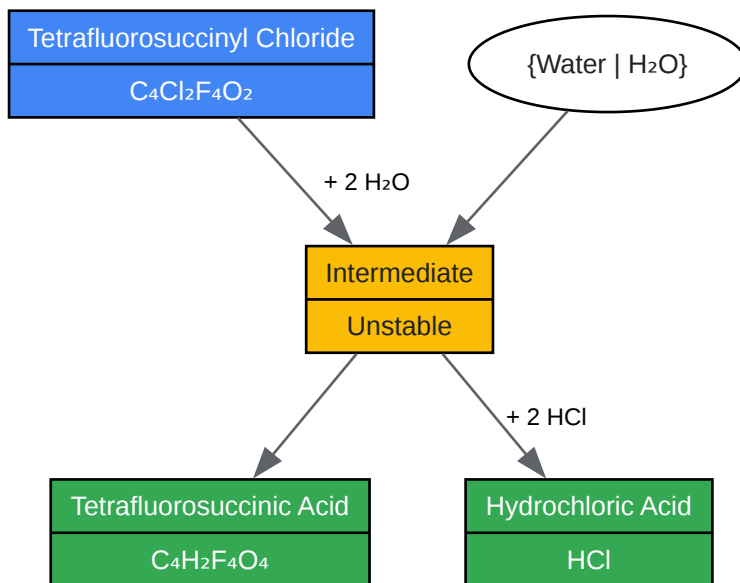 Tetrafluorosuccinyl Chloride
C₄Cl₂F₄O₂
{Water | H₂O}
+ 2 H₂O
Intermediate
Unstable
+ 2 HCl
Tetrafluorosuccinic Acid
C₄H₂F₄O₄
Hydrochloric Acid
HCl